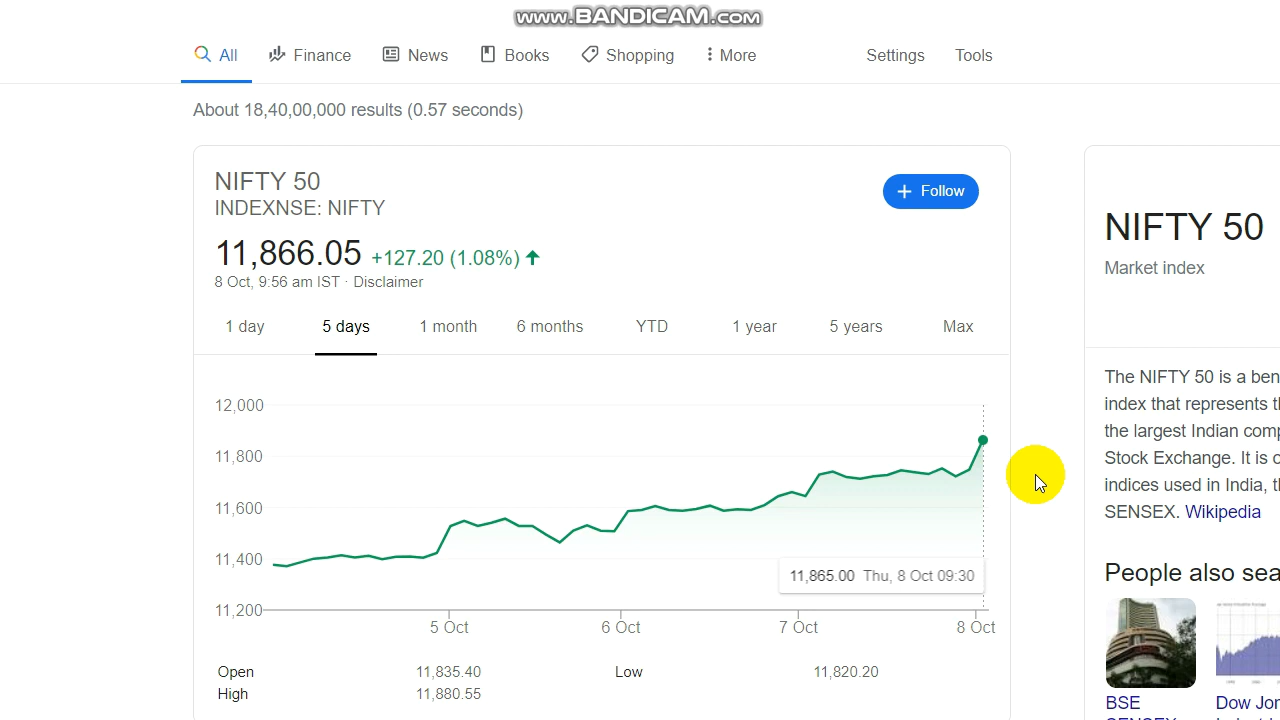 www.BANDICAM.com
All Finance News Books Shopping More Settings Tools
About 18,40,00,000 results (0.57 seconds)
NIFTY 50
INDEXNSE: NIFTY
Follow
11,866.05 +127.20 (1.08%)
8 Oct, 9:56 am IST · Disclaimer
1 day 5 days 1 month 6 months YTD 1 year 5 years Max
12,000
11,800
11,600
11,400
11,200
11,865.00 Thu, 8 Oct 09:30
5 Oct 6 Oct 7 Oct 8 Oct
Open 11,835.40 Low 11,820.20
High 11,880.55
NIFTY 50
Market index
The NIFTY 50 is a ben
index that represents th
the largest Indian comp
Stock Exchange. It is o
indices used in India, th
SENSEX. Wikipedia
People also sea
BSE
SENSEX
Dow Jon